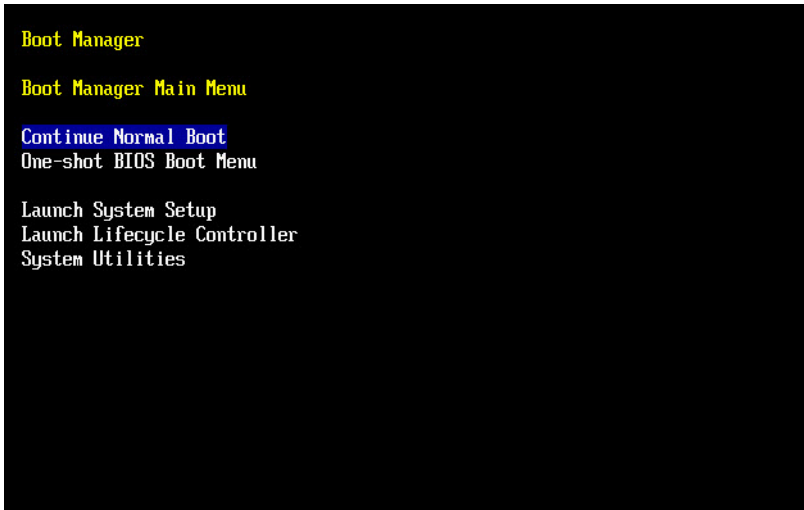 Boot Manager
Boot Manager Main Menu
Continue Normal Boot
One-shot BIOS Boot Menu
Launch System Setup
Launch Lifecycle Controller
System Utilities